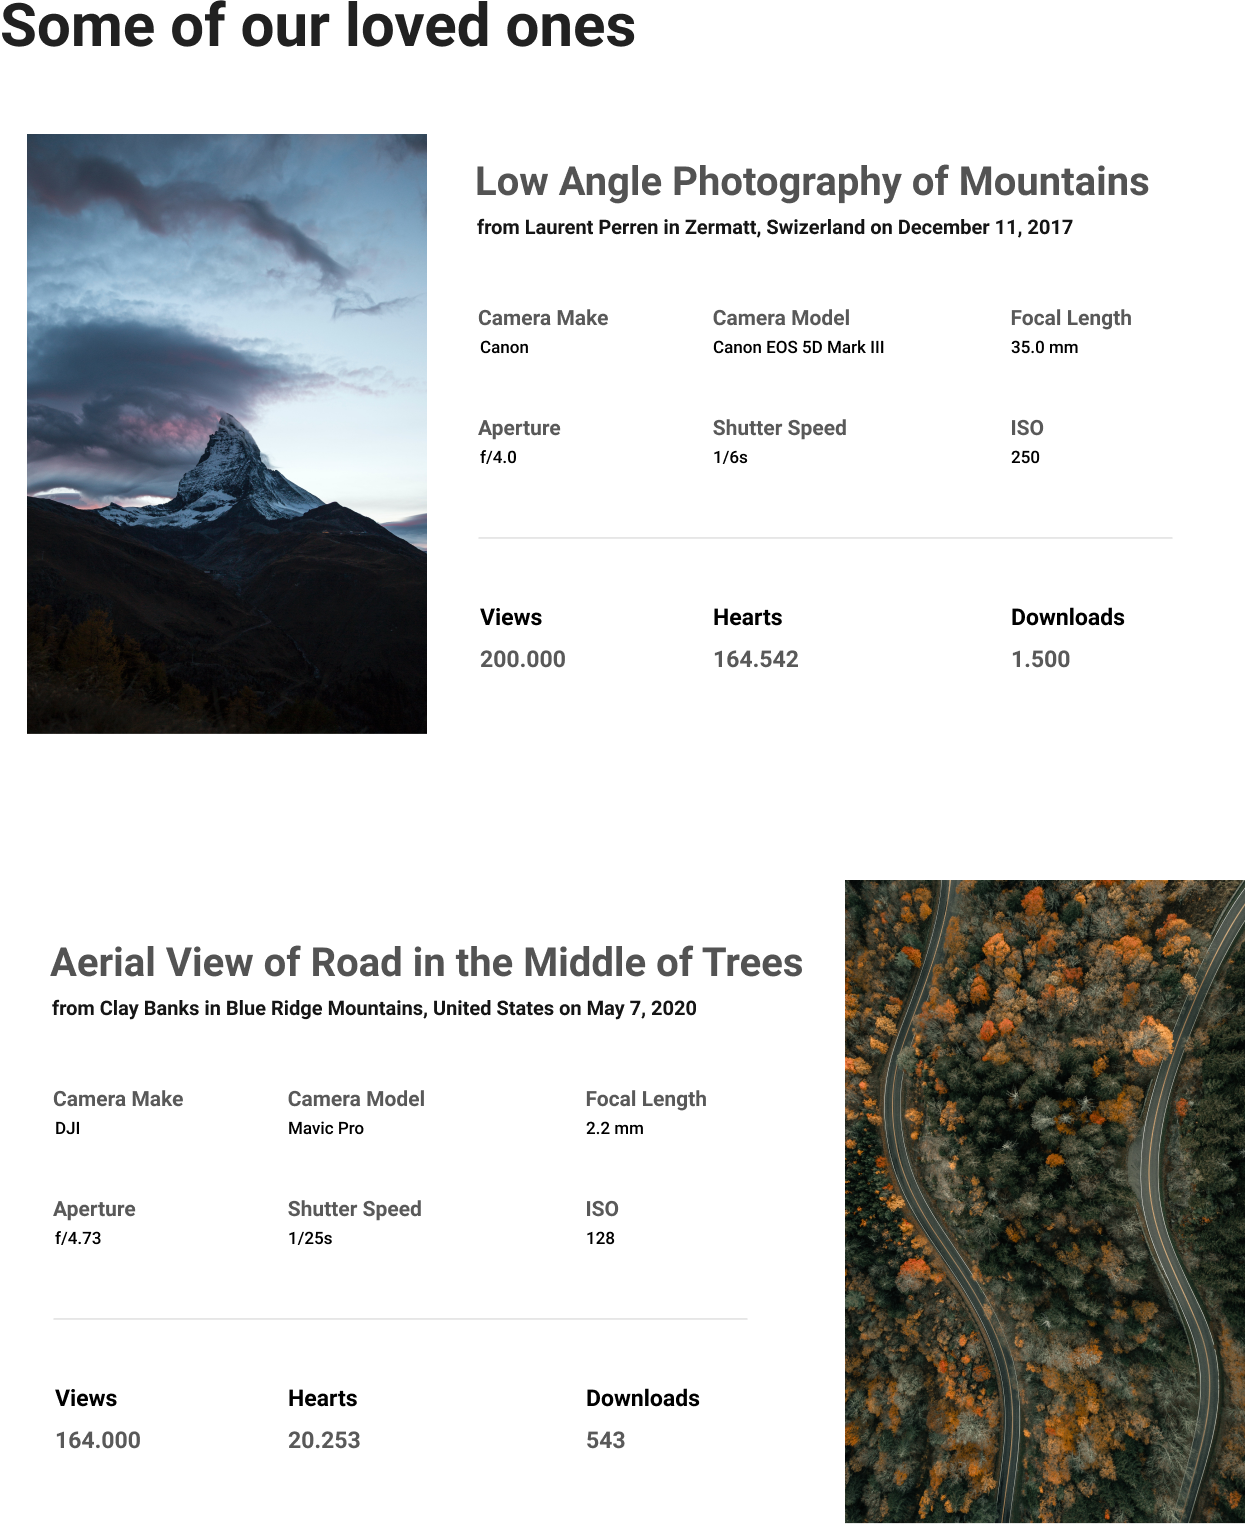 Some of our loved ones
Low Angle Photography of Mountains
from Laurent Perren in Zermatt, Swizerland on December 11, 2017
Camera Make Camera Model Focal Length
Canon Canon EOS 5D Mark III 35.0 mm
Aperture Shutter Speed ISO
f/4.0 1/6s 250
Views Hearts Downloads
200.000 164.542 1.500
Aerial View of Road in the Middle of Trees
from Clay Banks in Blue Ridge Mountains, United States on May 7, 2020
Camera Make Camera Model Focal Length
DJI Mavic Pro 2.2 mm
Aperture Shutter Speed ISO
f/4.73 1/25s 128
Views Hearts Downloads
164.000 20.253 543